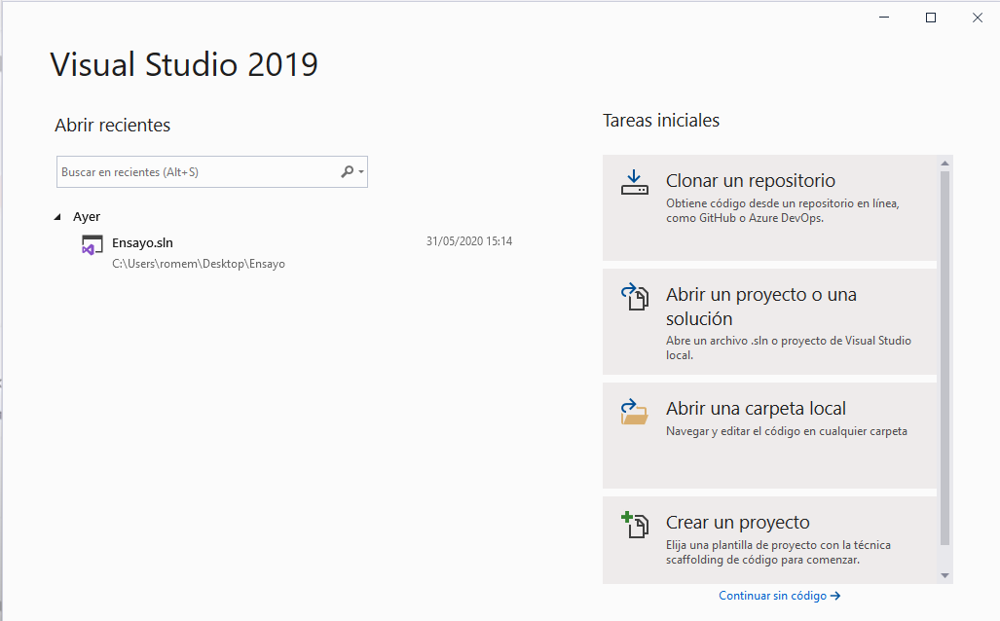 Visual Studio 2019
Abrir recientes
Buscar en recientes (Alt+S)
Ayer
Ensayo.sln
31/05/2020 15:14
C:\Users\romem\Desktop\Ensayo
Tareas iniciales
Clonar un repositorio
Obtiene código desde un repositorio en línea,
como GitHub o Azure DevOps.
Abrir un proyecto o una
solución
Abre un archivo .sln o proyecto de Visual Studio
local.
Abrir una carpeta local
Navegar y editar el código en cualquier carpeta
Crear un proyecto
Elija una plantilla de proyecto con la técnica
scaffolding de código para comenzar.
Continuar sin código →